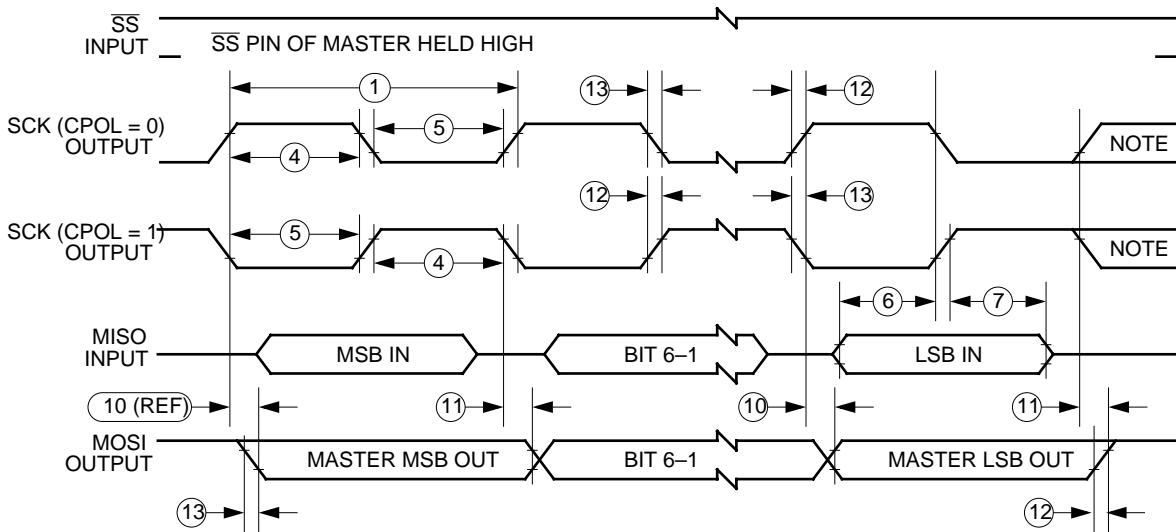 SS
INPUT
SS PIN OF MASTER HELD HIGH
1
13
12
SCK (CPOL = 0)
OUTPUT
5
4
NOTE
12
13
SCK (CPOL = 1)
OUTPUT
5
4
NOTE
6
7
MISO
INPUT
MSB IN
BIT 6–1
LSB IN
10 (REF)
11
10
11
MOSI
OUTPUT
MASTER MSB OUT
BIT 6–1
MASTER LSB OUT
13
12